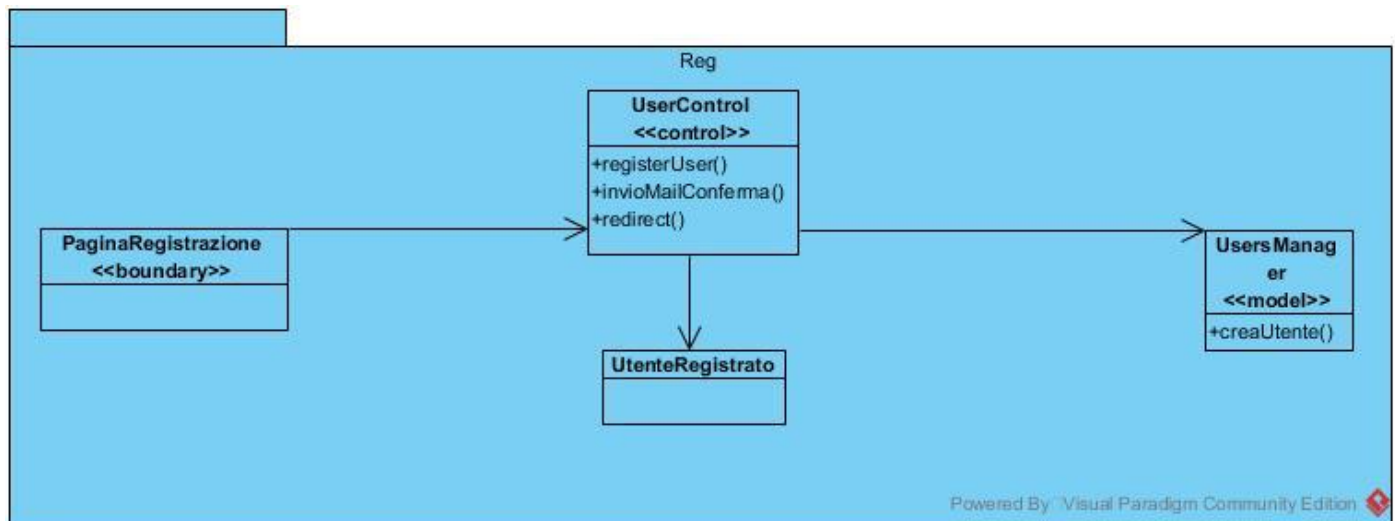 Reg
UserControl
<<control>>
+registerUser()
+invioMailConferma()
+redirect()
PaginaRegistrazione
<<boundary>>
UsersManag
er
<<model>>
+creaUtente()
UtenteRegistrato
Powered By Visual Paradigm Community Edition